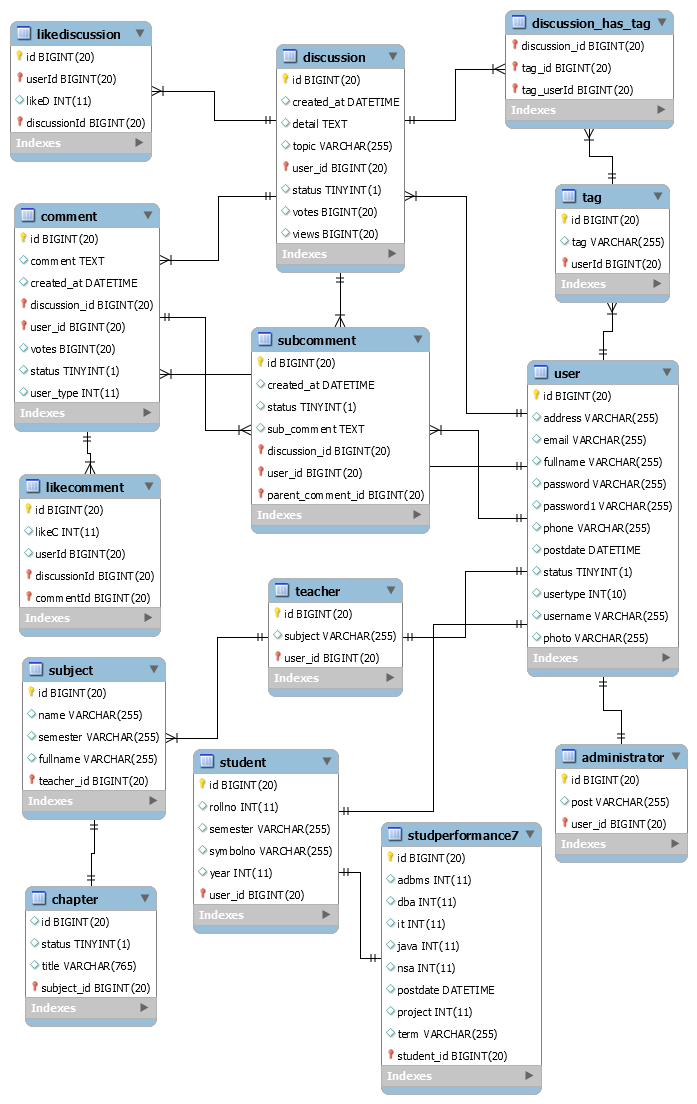 likediscussion
id BIGINT(20)
userId BIGINT(20)
likeD INT(11)
discussionId BIGINT(20)
Indexes
discussion
id BIGINT(20)
created_at DATETIME
detail TEXT
topic VARCHAR(255)
user_id BIGINT(20)
status TINYINT(1)
votes BIGINT(20)
views BIGINT(20)
Indexes
discussion_has_tag
discussion_id BIGINT(20)
tag_id BIGINT(20)
tag_userId BIGINT(20)
Indexes
comment
id BIGINT(20)
comment TEXT
created_at DATETIME
discussion_id BIGINT(20)
user_id BIGINT(20)
votes BIGINT(20)
status TINYINT(1)
user_type INT(11)
Indexes
tag
id BIGINT(20)
tag VARCHAR(255)
userId BIGINT(20)
Indexes
subcomment
id BIGINT(20)
created_at DATETIME
status TINYINT(1)
sub_comment TEXT
discussion_id BIGINT(20)
user_id BIGINT(20)
parent_comment_id BIGINT(20)
Indexes
user
id BIGINT(20)
address VARCHAR(255)
email VARCHAR(255)
fullname VARCHAR(255)
password VARCHAR(255)
password1 VARCHAR(255)
phone VARCHAR(255)
postdate DATETIME
status TINYINT(1)
usertype INT(10)
username VARCHAR(255)
photo VARCHAR(255)
Indexes
likecomment
id BIGINT(20)
likeC INT(11)
userId BIGINT(20)
discussionId BIGINT(20)
commentId BIGINT(20)
Indexes
teacher
id BIGINT(20)
subject VARCHAR(255)
user_id BIGINT(20)
Indexes
subject
id BIGINT(20)
name VARCHAR(255)
semester VARCHAR(255)
fullname VARCHAR(255)
teacher_id BIGINT(20)
Indexes
student
id BIGINT(20)
rollno INT(11)
semester VARCHAR(255)
symbolno VARCHAR(255)
year INT(11)
user_id BIGINT(20)
Indexes
administrator
id BIGINT(20)
post VARCHAR(255)
user_id BIGINT(20)
Indexes
studperformance7
id BIGINT(20)
adbms INT(11)
dba INT(11)
it INT(11)
java INT(11)
nsa INT(11)
postdate DATETIME
project INT(11)
term VARCHAR(255)
student_id BIGINT(20)
Indexes
chapter
id BIGINT(20)
status TINYINT(1)
title VARCHAR(765)
subject_id BIGINT(20)
Indexes